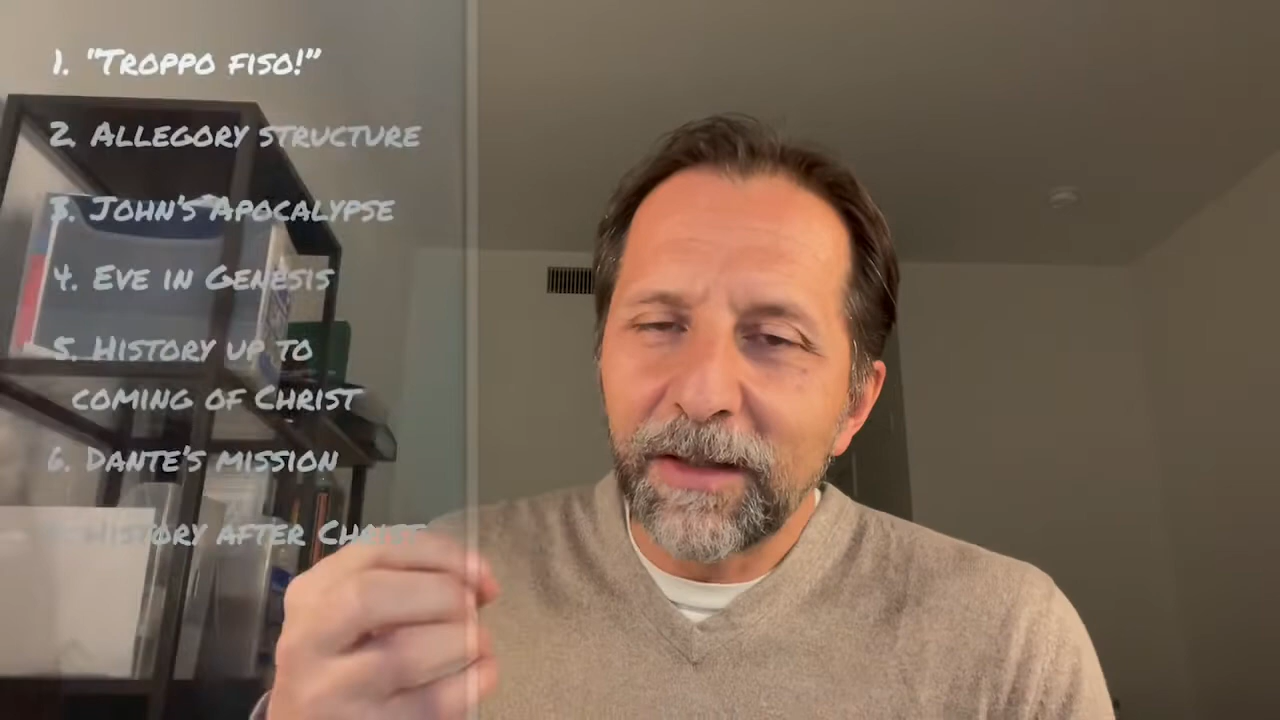 1. "Troppo fiso!"
2. Allegory structure
3. John's Apocalypse
4. Eve in Genesis
5. History up to
coming of Christ
6. Dante's mission
History after Christ